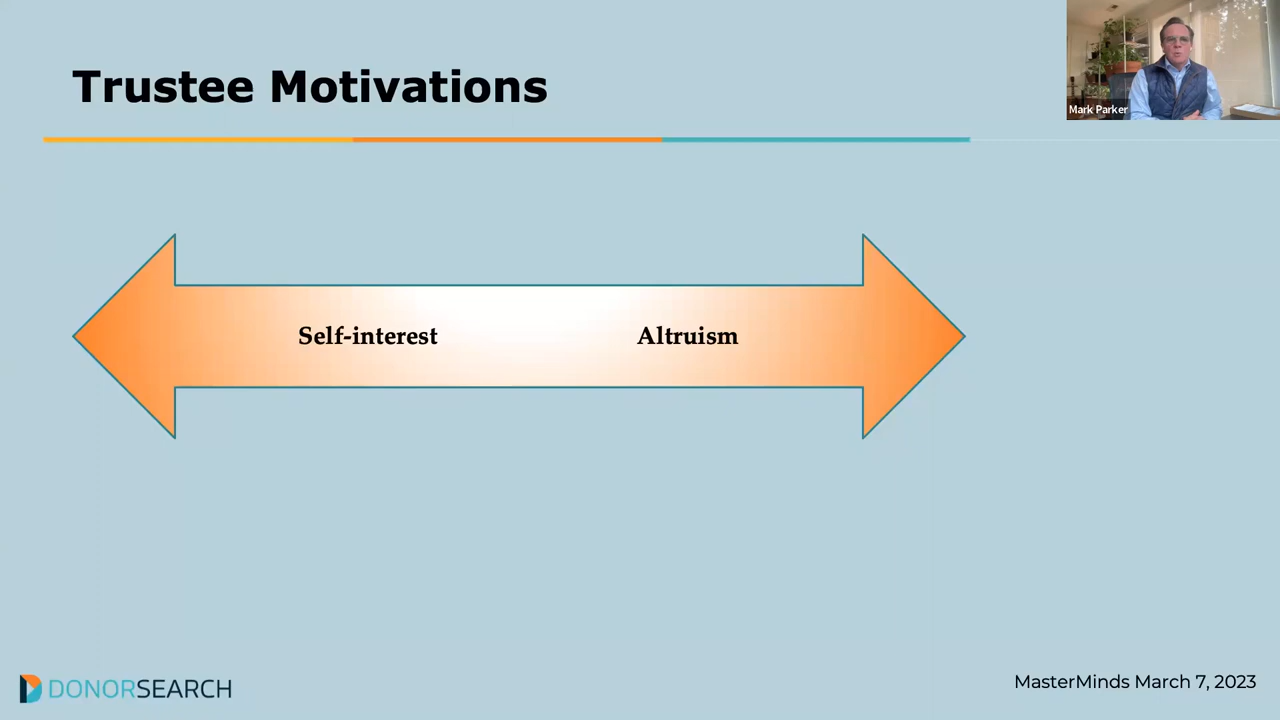 Trustee Motivations
Mark Parker
Self-interest Altruism
DONORSEARCH
MasterMinds March 7, 2023